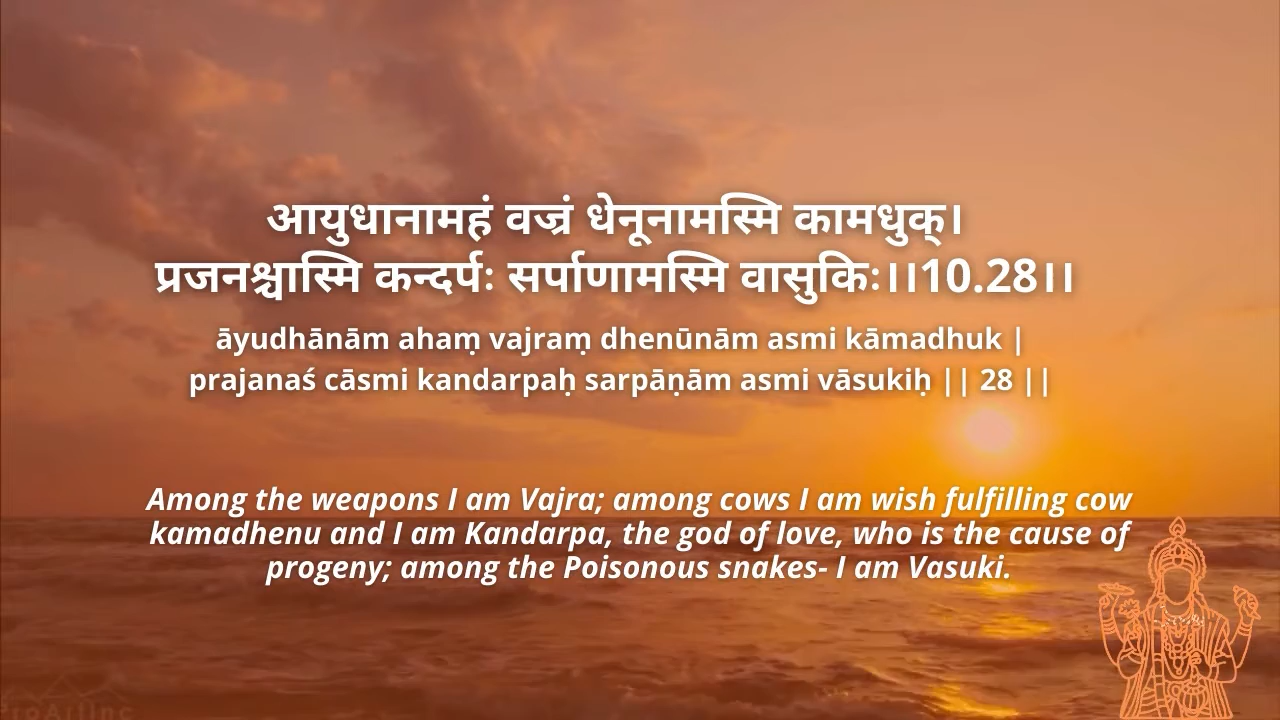 आयुधानामहं वज्रं धेनूनामस्मि कामधुक्।
प्रजनश्चास्मि कन्दर्पः सर्पाणामस्मि वासुकिः।।10.28।।
āyudhānām ahaṃ vajraṃ dhenūnām asmi kāmadhuk |
prajanaś cāsmi kandarpaḥ sarpāṇām asmi vāsukiḥ || 28 ||
Among the weapons I am Vajra; among cows I am wish fulfilling cow
kamadhenu and I am Kandarpa, the god of love, who is the cause of
progeny; among the Poisonous snakes- I am Vasuki.
ProArtInc